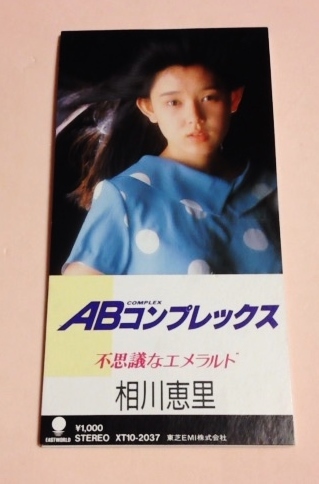 COMPLEX
ABコンプレックス
不思議なエメラルド
相川恵里
EASTWORLD
¥1,000
STEREO XT10-2037 東芝EMI株式会社